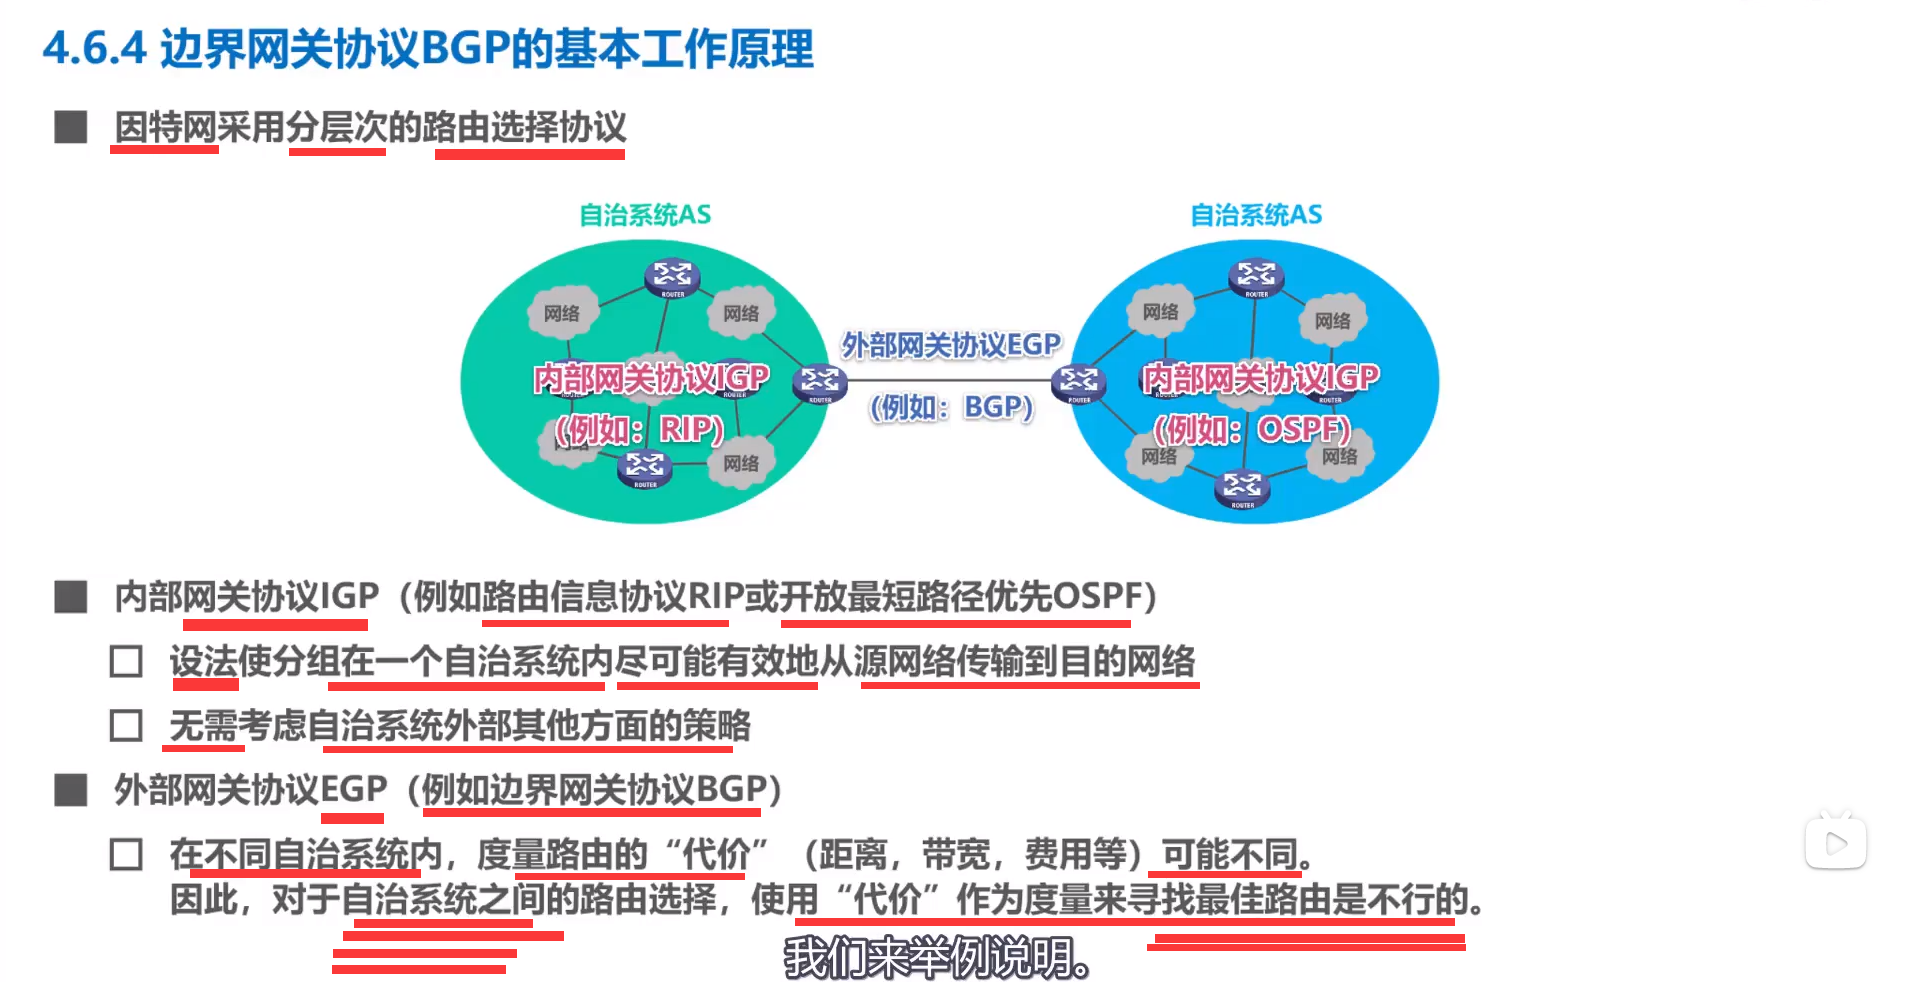 4.6.4 边界网关协议BGP的基本工作原理
因特网采用分层次的路由选择协议
自治系统AS
自治系统AS
ROUTER
ROUTER
网络
网络
网络
网络
外部网关协议EGP
内部网关协议IGP
内部网关协议IGP
ROUTER
ROUTER
ROUTER
ROUTER
ROUTER
ROUTER
(例如：BGP)
(例如：RIP)
(例如：OSPF)
网络
网络
网络
网络
ROUTER
ROUTER
内部网关协议IGP（例如路由信息协议RIP或开放最短路径优先OSPF）
设法使分组在一个自治系统内尽可能有效地从源网络传输到目的网络
无需考虑自治系统外部其他方面的策略
外部网关协议EGP（例如边界网关协议BGP）
在不同自治系统内，度量路由的“代价”（距离，带宽，费用等）可能不同。
因此，对于自治系统之间的路由选择，使用“代价”作为度量来寻找最佳路由是不行的。
我们来举例说明。